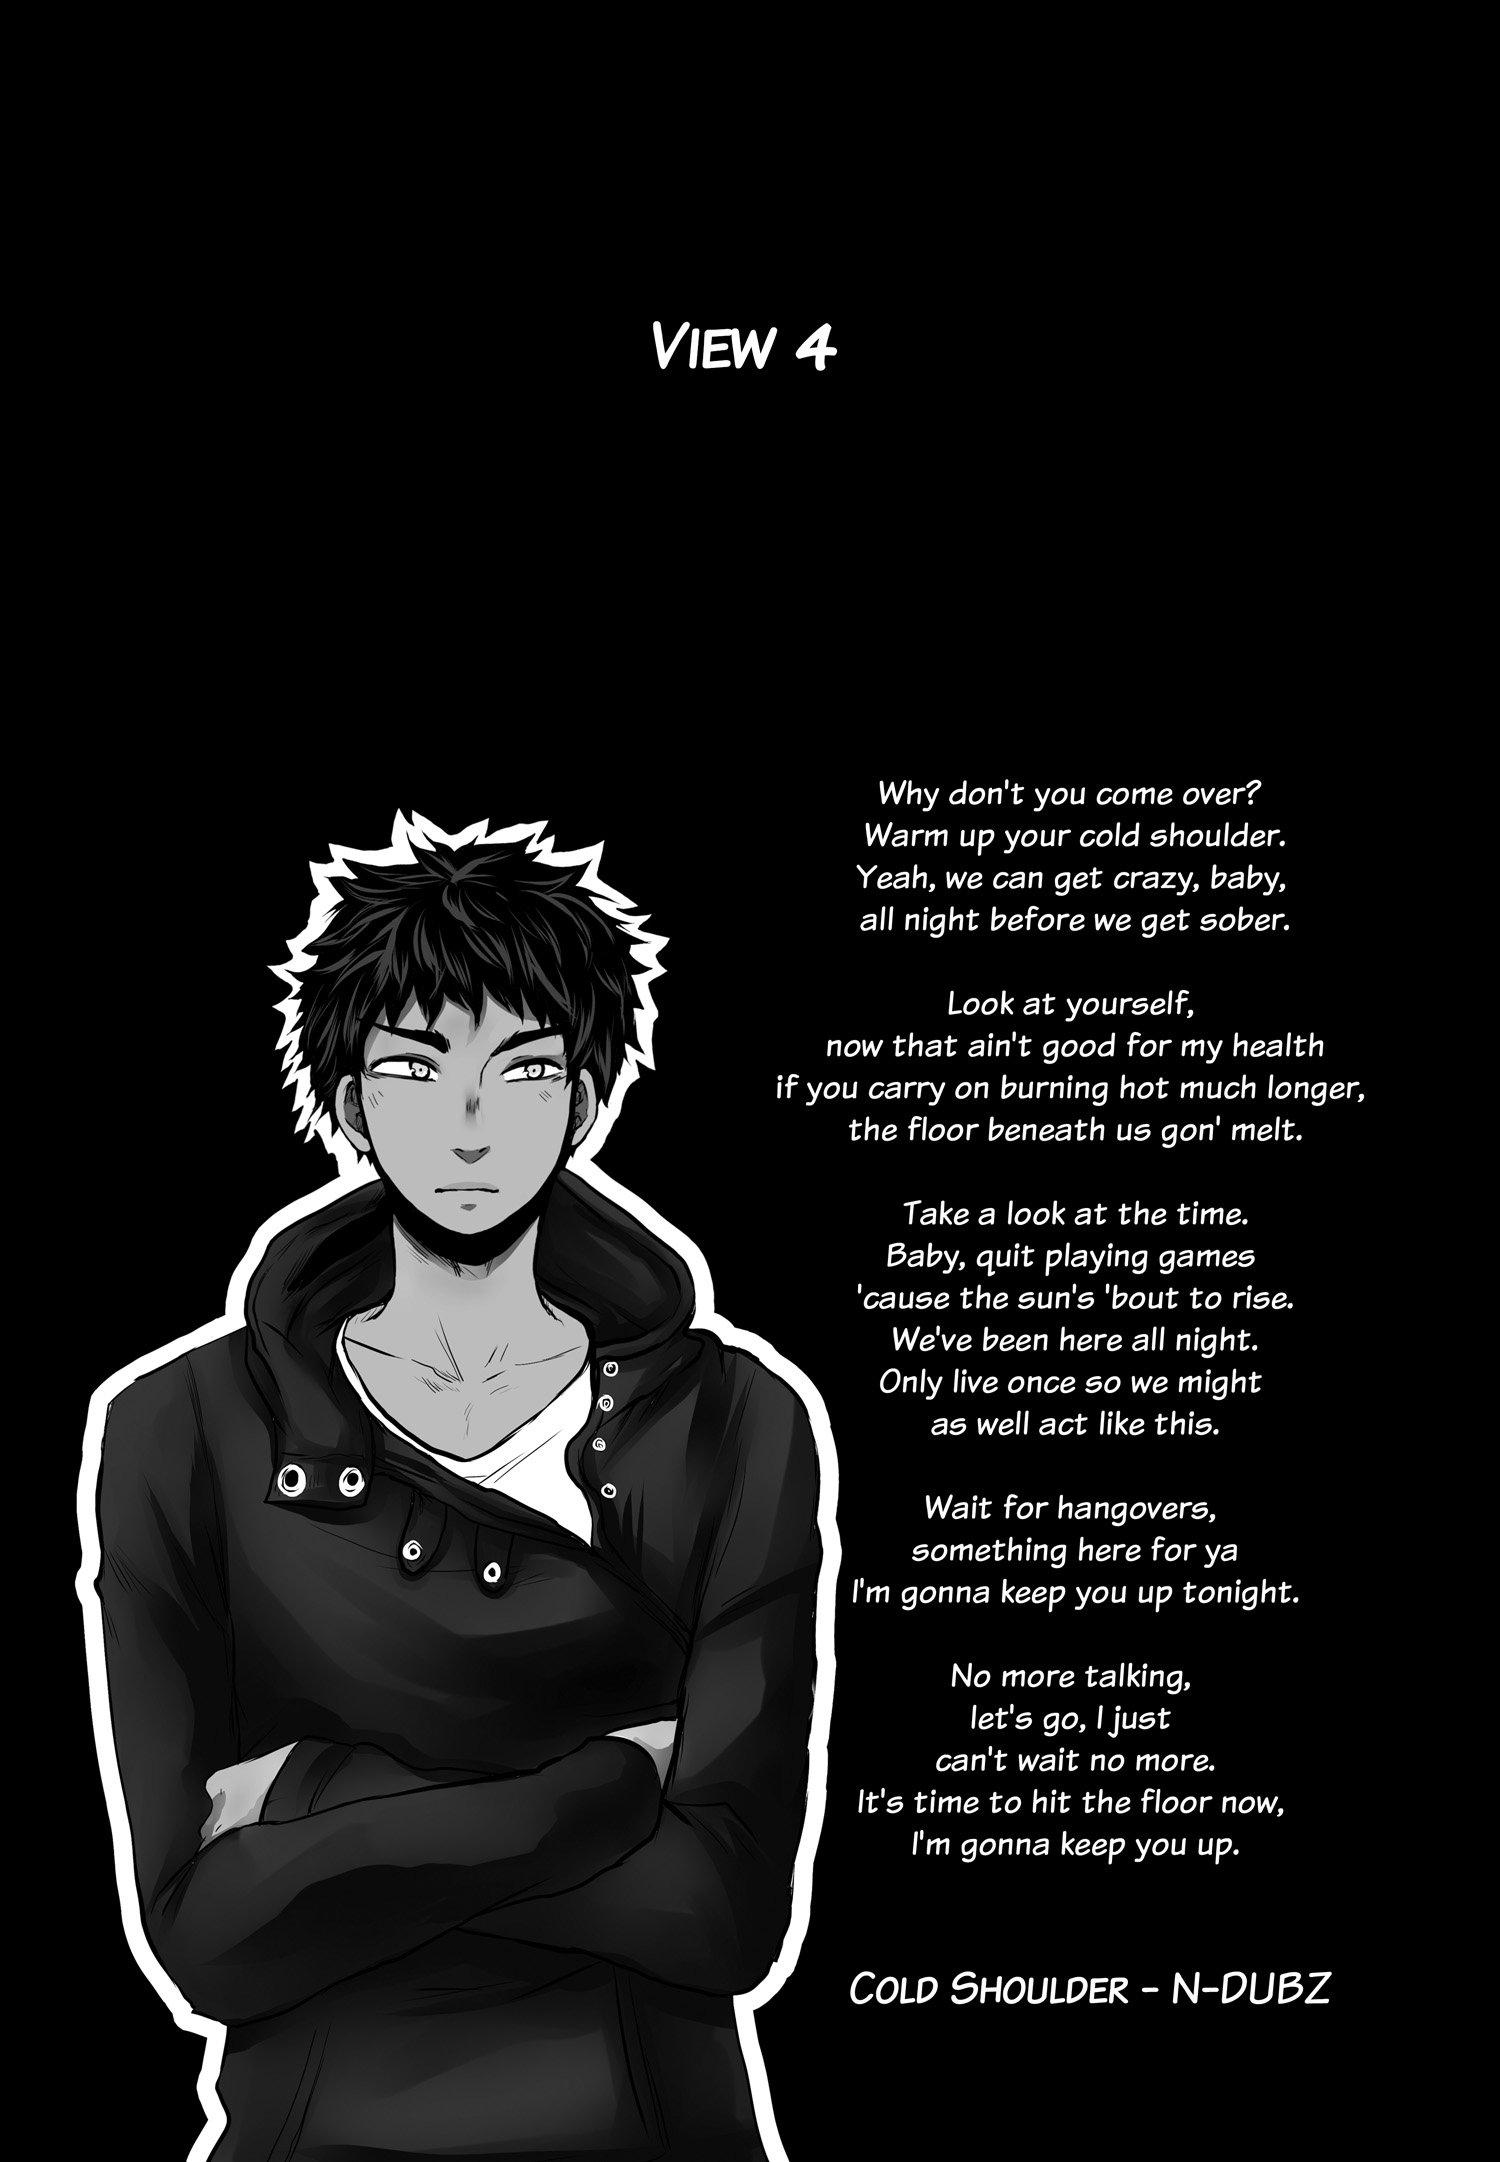 VIEW 4
Why don't you come over?
Warm up your cold shoulder.
Yeah, we can get crazy, baby,
all night before we get sober.
Look at yourself,
now that ain't good for my health
if you carry on burning hot much longer,
the floor beneath us gon' melt.
Take a look at the time.
Baby, quit playing games
'cause the sun's 'bout to rise.
We've been here all night.
Only live once so we might
as well act like this.
Wait for hangovers,
something here for ya
I'm gonna keep you up tonight.
No more talking,
let's go, I just
can't wait no more.
It's time to hit the floor now,
I'm gonna keep you up.
COLD SHOULDER - N-DUBZ